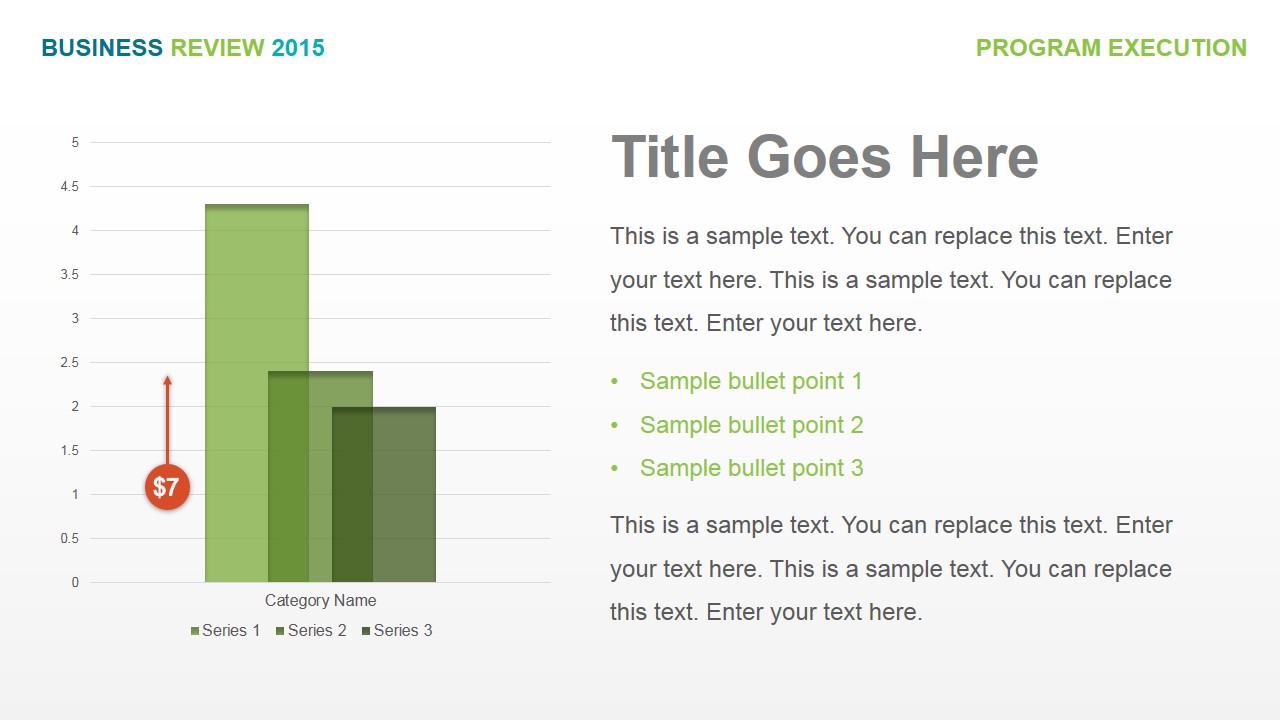 BUSINESS REVIEW 2015
PROGRAM EXECUTION
5
4.5
4
3.5
3
2.5
2
1.5
1
0.5
0
$7
Category Name
Series 1 Series 2 Series 3
Title Goes Here
This is a sample text. You can replace this text. Enter
your text here. This is a sample text. You can replace
this text. Enter your text here.
• Sample bullet point 1
• Sample bullet point 2
• Sample bullet point 3
This is a sample text. You can replace this text. Enter
your text here. This is a sample text. You can replace
this text. Enter your text here.